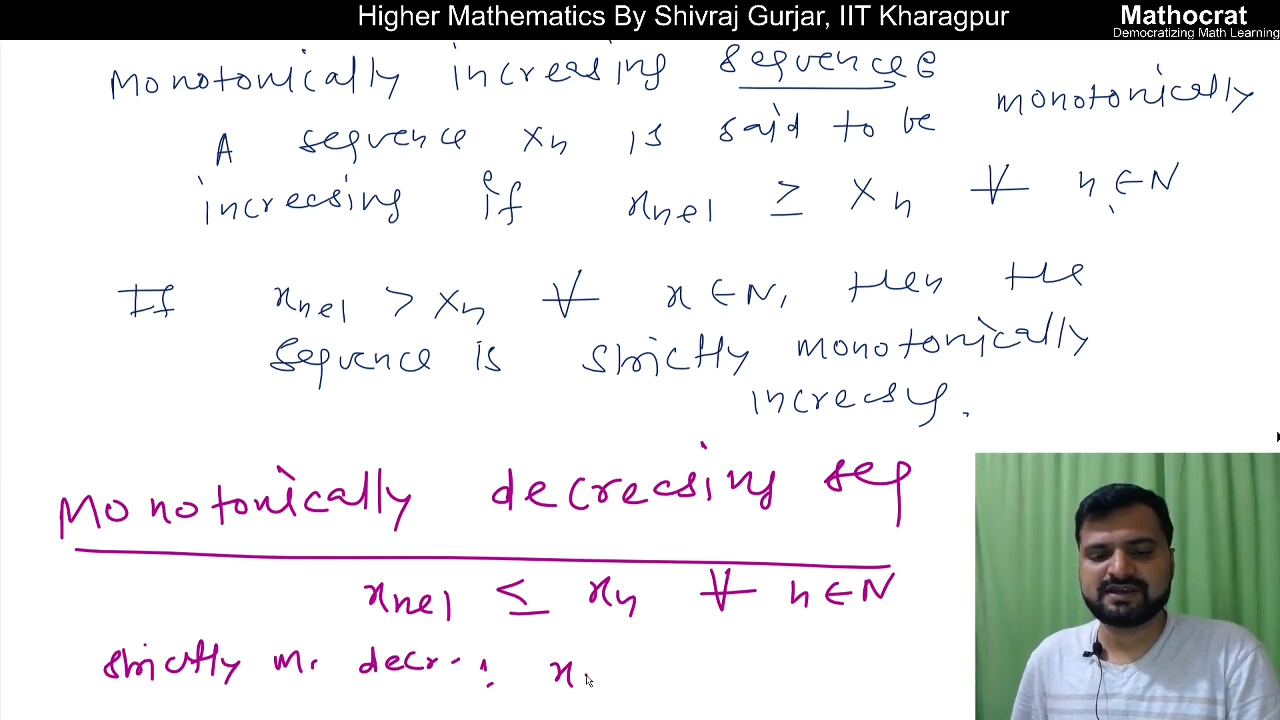 Higher Mathematics By Shivraj Gurjar, IIT Kharagpur
Mathocrat
Democratizing Math Learning
Monotonically increasing sequences
A sequence xn is said to be monotonically
increasing if xn+1 ≥ xn ∀ n ∈ N
If xn+1 > xn ∀ x ∈ N, then the
sequence is strictly monotonically
increasing.
Monotonically decreasing seq
xn+1 ≤ xn ∀ n ∈ N
strictly m. decr. : x